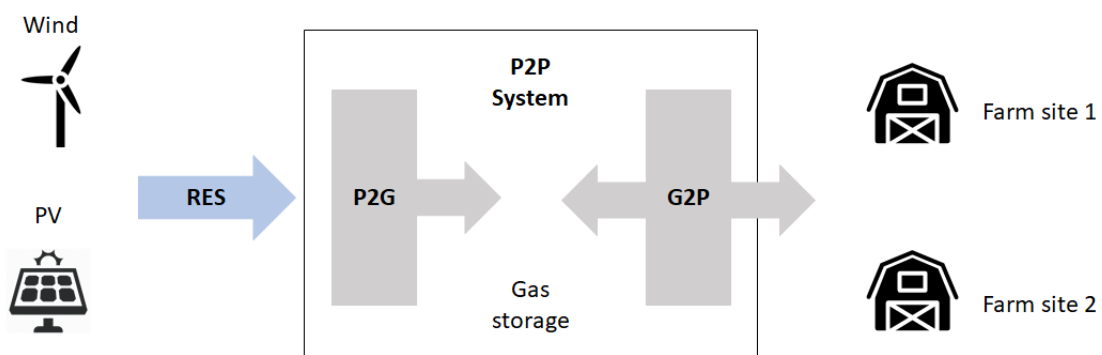 Wind
PV
RES
P2P
System
P2G
G2P
Gas
storage
Farm site 1
Farm site 2